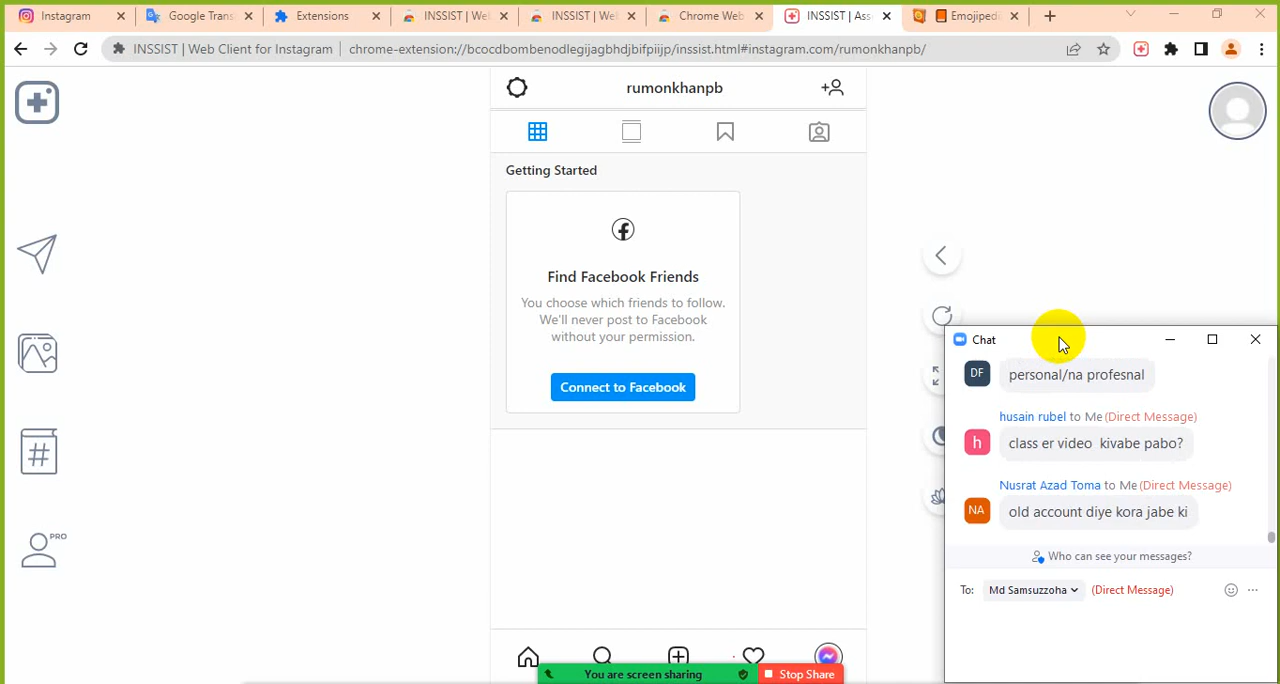 Instagram
Google Trans
Extensions
INSSIST | Wel
INSSIST | Wel
Chrome Web
INSSIST | Ass
Emojiped
INSSIST | Web Client for Instagram
chrome-extension://bcocdbombenodlegijagbhdjbifpiijp/inssist.html#instagram.com/rumonkhanpb/
rumonkhanpb
Getting Started
Find Facebook Friends
You choose which friends to follow.
We'll never post to Facebook
without your permission.
Connect to Facebook
PRO
Chat
DF
personal/na profesnal
husain rubel to Me (Direct Message)
h
class er video kivabe pabo?
Nusrat Azad Toma to Me (Direct Message)
NA
old account diye kora jabe ki
Who can see your messages?
To: Md Samsuzzoha (Direct Message)
You are screen sharing
Stop Share